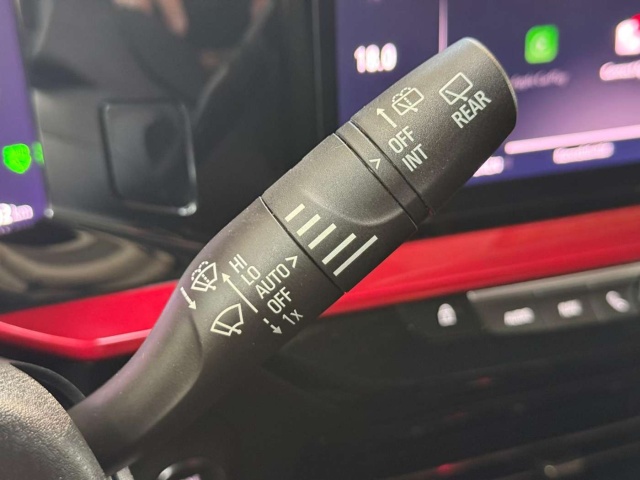 18.0
REAR
OFF
INT
HI
LO
AUTO >
OFF
1x